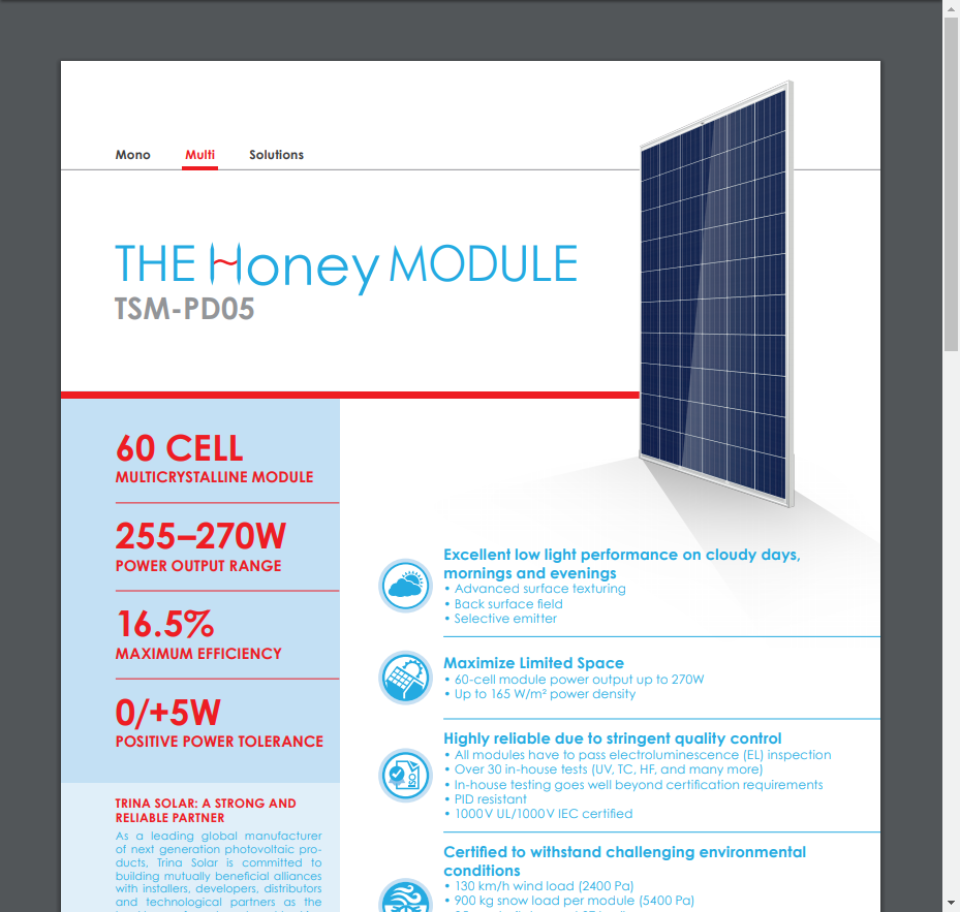 Mono Multi Solutions
THE Honey MODULE
TSM-PD05
60 CELL
MULTICRYSTALLINE MODULE
255–270W
POWER OUTPUT RANGE
16.5%
MAXIMUM EFFICIENCY
0/+5W
POSITIVE POWER TOLERANCE
TRINA SOLAR: A STRONG AND
RELIABLE PARTNER
As a leading global manufacturer
of next generation photovoltaic pro-
ducts, Trina Solar is committed to
building mutually beneficial alliances
with installers, developers, distributors
and technological partners as the
Excellent low light performance on cloudy days,
mornings and evenings
• Advanced surface texturing
• Back surface field
• Selective emitter
Maximize Limited Space
• 60-cell module power output up to 270W
• Up to 165 W/m² power density
Highly reliable due to stringent quality control
• All modules have to pass electroluminescence (EL) inspection
• Over 30 in-house tests (UV, TC, HF, and many more)
• In-house testing goes well beyond certification requirements
• PID resistant
• 1000V UL/1000V IEC certified
ISO
Certified to withstand challenging environmental
conditions
• 130 km/h wind load (2400 Pa)
• 900 kg snow load per module (5400 Pa)